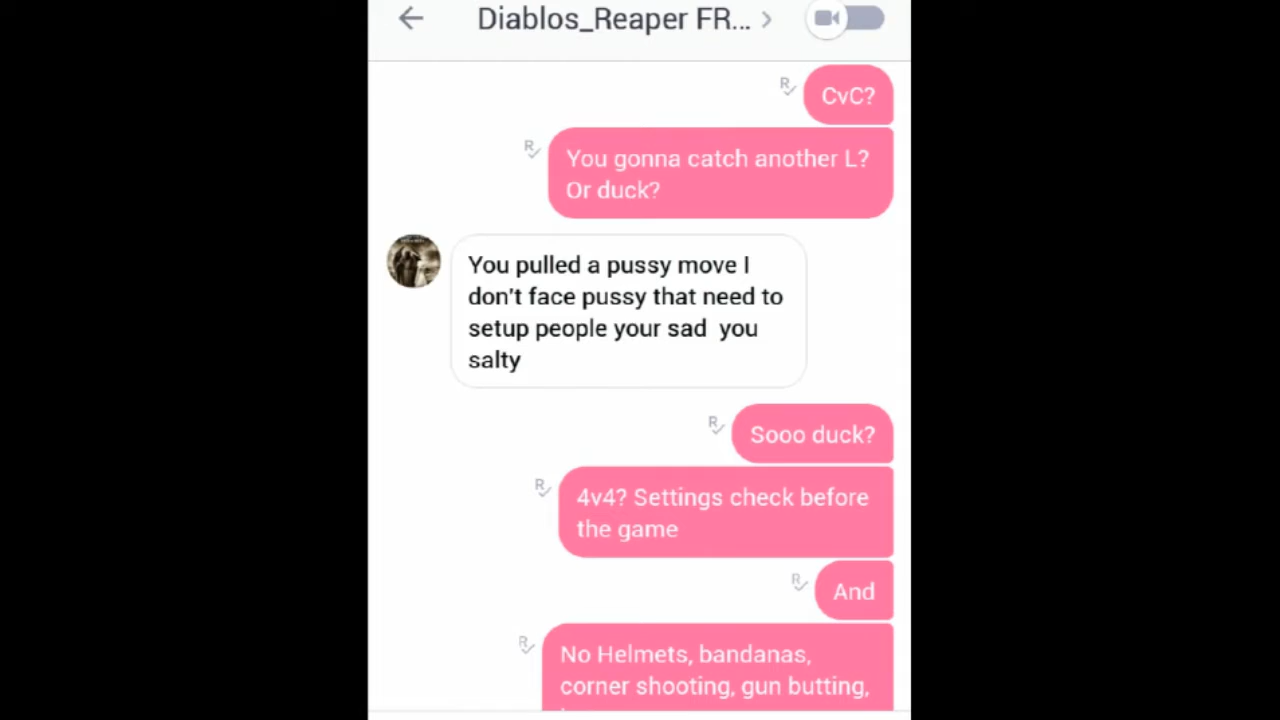 Diablos_Reaper FR...
R
CvC?
R
You gonna catch another L?
Or duck?
You pulled a pussy move I
don't face pussy that need to
setup people your sad you
salty
R
Sooo duck?
R
4v4? Settings check before
the game
R
And
R
No Helmets, bandanas,
corner shooting, gun butting,